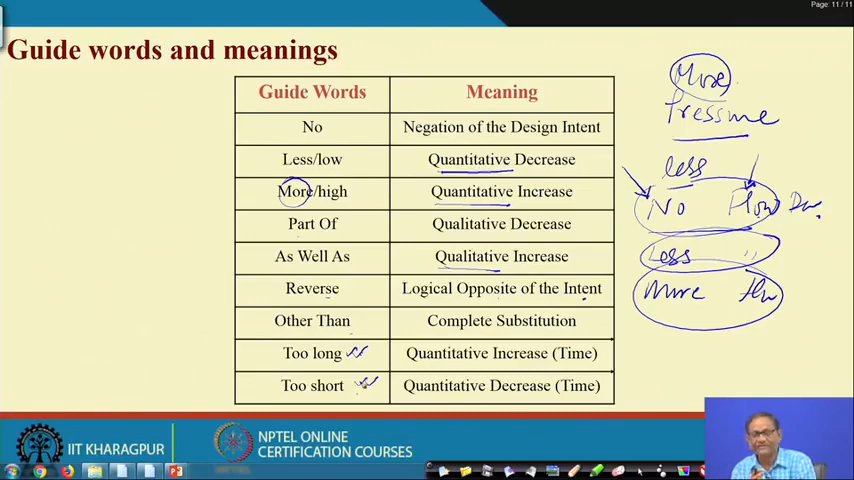 Page: 11 / 11
Guide words and meanings
Guide Words Meaning
No Negation of the Design Intent
Less/low Quantitative Decrease
More/high Quantitative Increase
Part Of Qualitative Decrease
As Well As Qualitative Increase
Reverse Logical Opposite of the Intent
Other Than Complete Substitution
Too long Quantitative Increase (Time)
Too short Quantitative Decrease (Time)
More
Pressure
less
No Flow
Less "
More flow
IIT KHARAGPUR
NPTEL ONLINE
CERTIFICATION COURSES